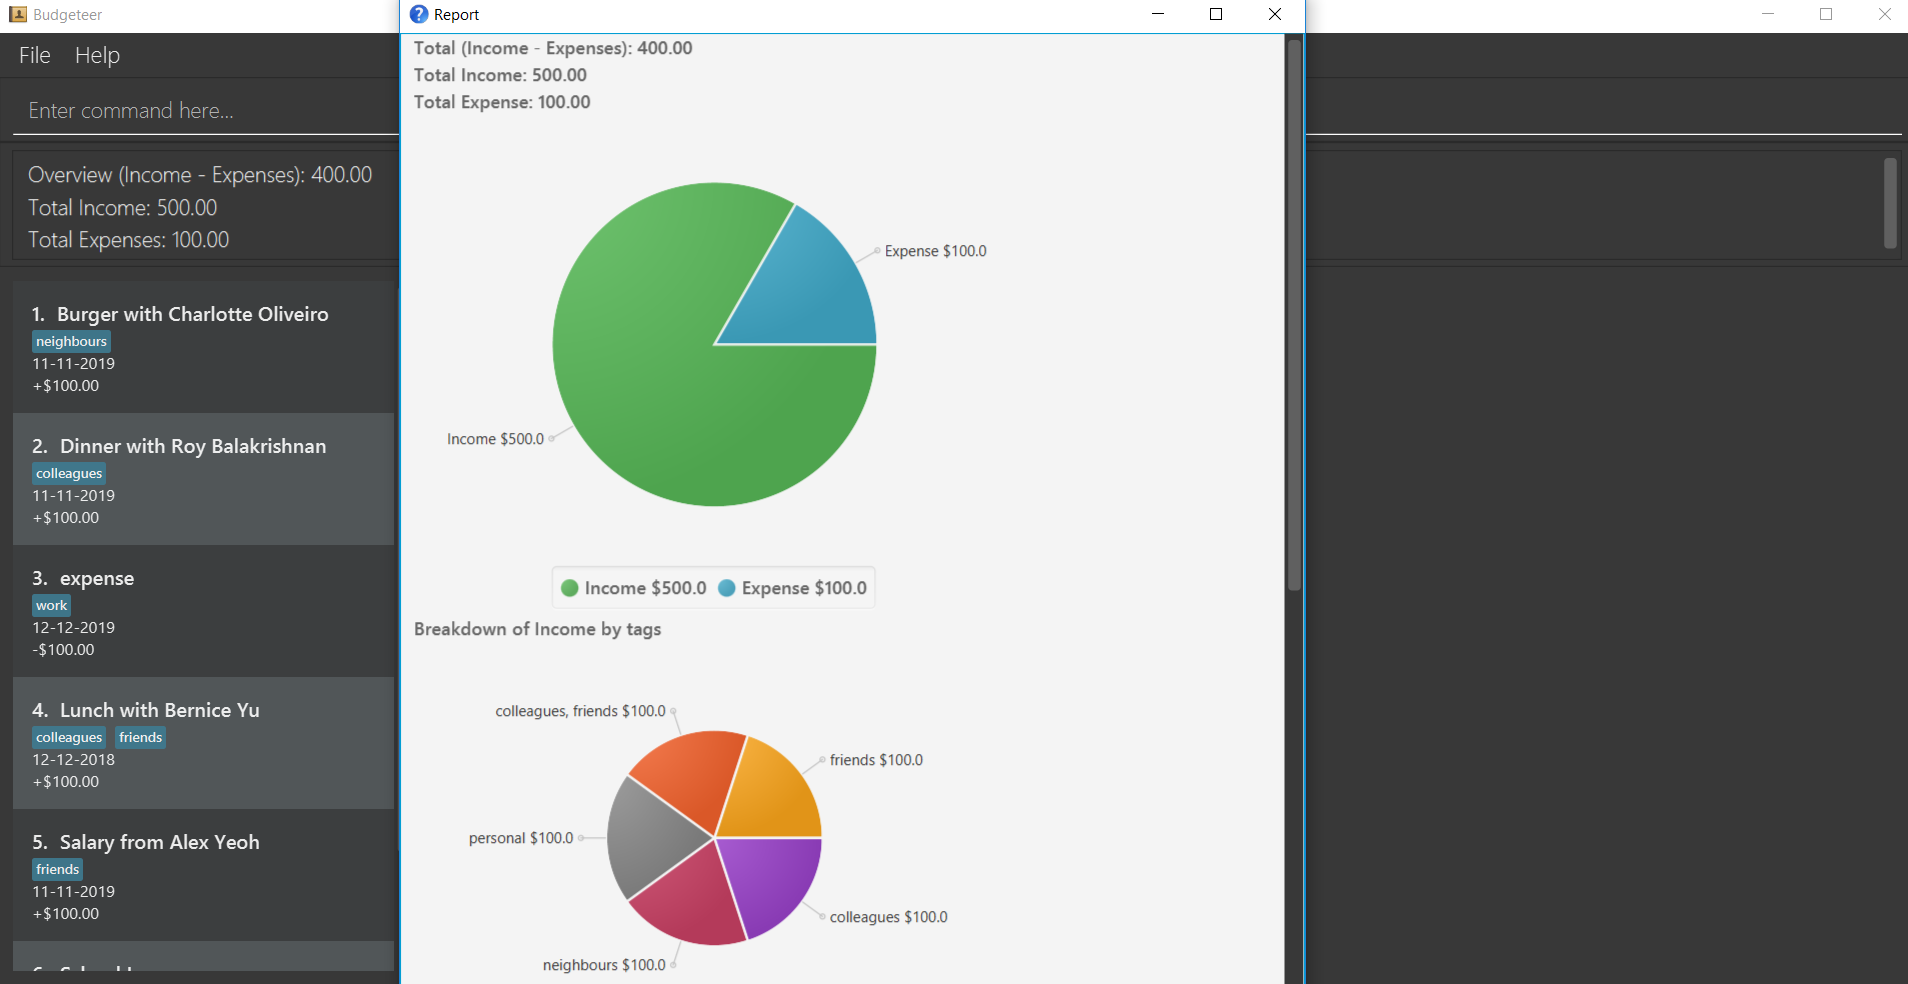 Budgeteer
File Help
Enter command here...
Overview (Income - Expenses): 400.00
Total Income: 500.00
Total Expenses: 100.00
1. Burger with Charlotte Oliveiro
neighbours
11-11-2019
+$100.00
2. Dinner with Roy Balakrishnan
colleagues
11-11-2019
+$100.00
3. expense
work
12-12-2019
-$100.00
4. Lunch with Bernice Yu
colleagues friends
12-12-2018
+$100.00
5. Salary from Alex Yeoh
friends
11-11-2019
+$100.00
Report
Total (Income - Expenses): 400.00
Total Income: 500.00
Total Expense: 100.00
Expense $100.0
Income $500.0
Income $500.0 Expense $100.0
Breakdown of Income by tags
colleagues, friends $100.0
friends $100.0
personal $100.0
colleagues $100.0
neighbours $100.0